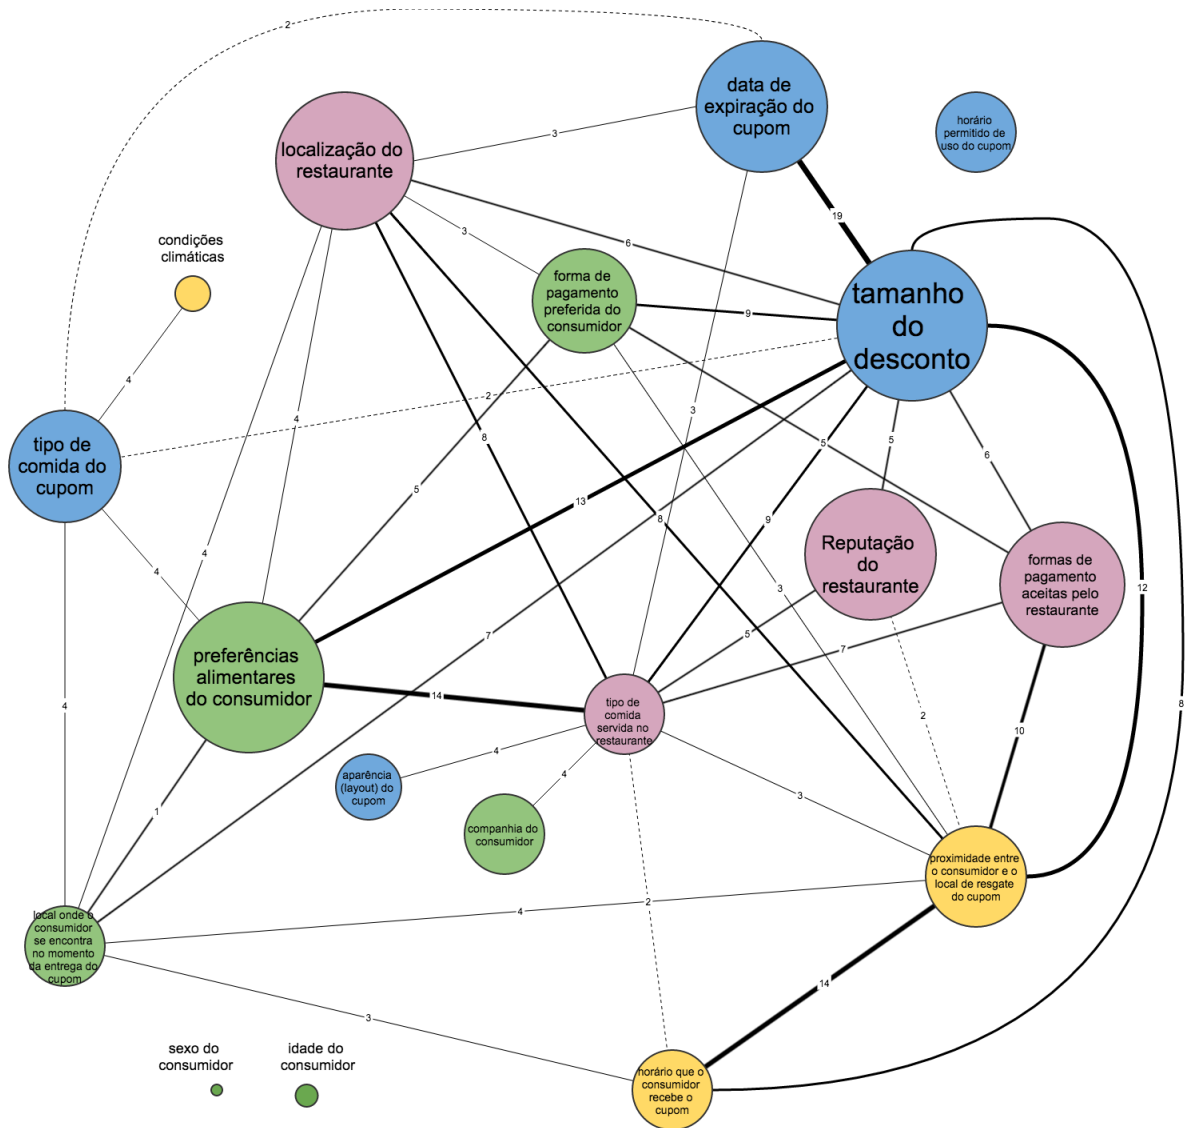 2
data de
expiração do
cupom
horário
permitido de
uso do cupom
localização do
restaurante
3
19
8
3
6
condições
climáticas
forma de
pagamento
preferida do
consumidor
9
tamanho
do
desconto
4
2
3
4
8
5
5
6
tipo de
comida do
cupom
5
13
8
9
Reputação
do
restaurante
formas de
pagamento
aceitas pelo
restaurante
4
4
3
12
7
5
7
preferências
alimentares
do consumidor
14
4
tipo de
comida
servida no
restaurante
2
8
10
4
aparência
(layout) do
cupom
4
3
1
companhia do
consumidor
proximidade entre
o consumidor e o
local de resgate
do cupom
4
2
local onde o
consumidor
se encontra
no momento
da entrega do
cupom
14
3
sexo do
consumidor
idade do
consumidor
horário que o
consumidor
recebe o
cupom